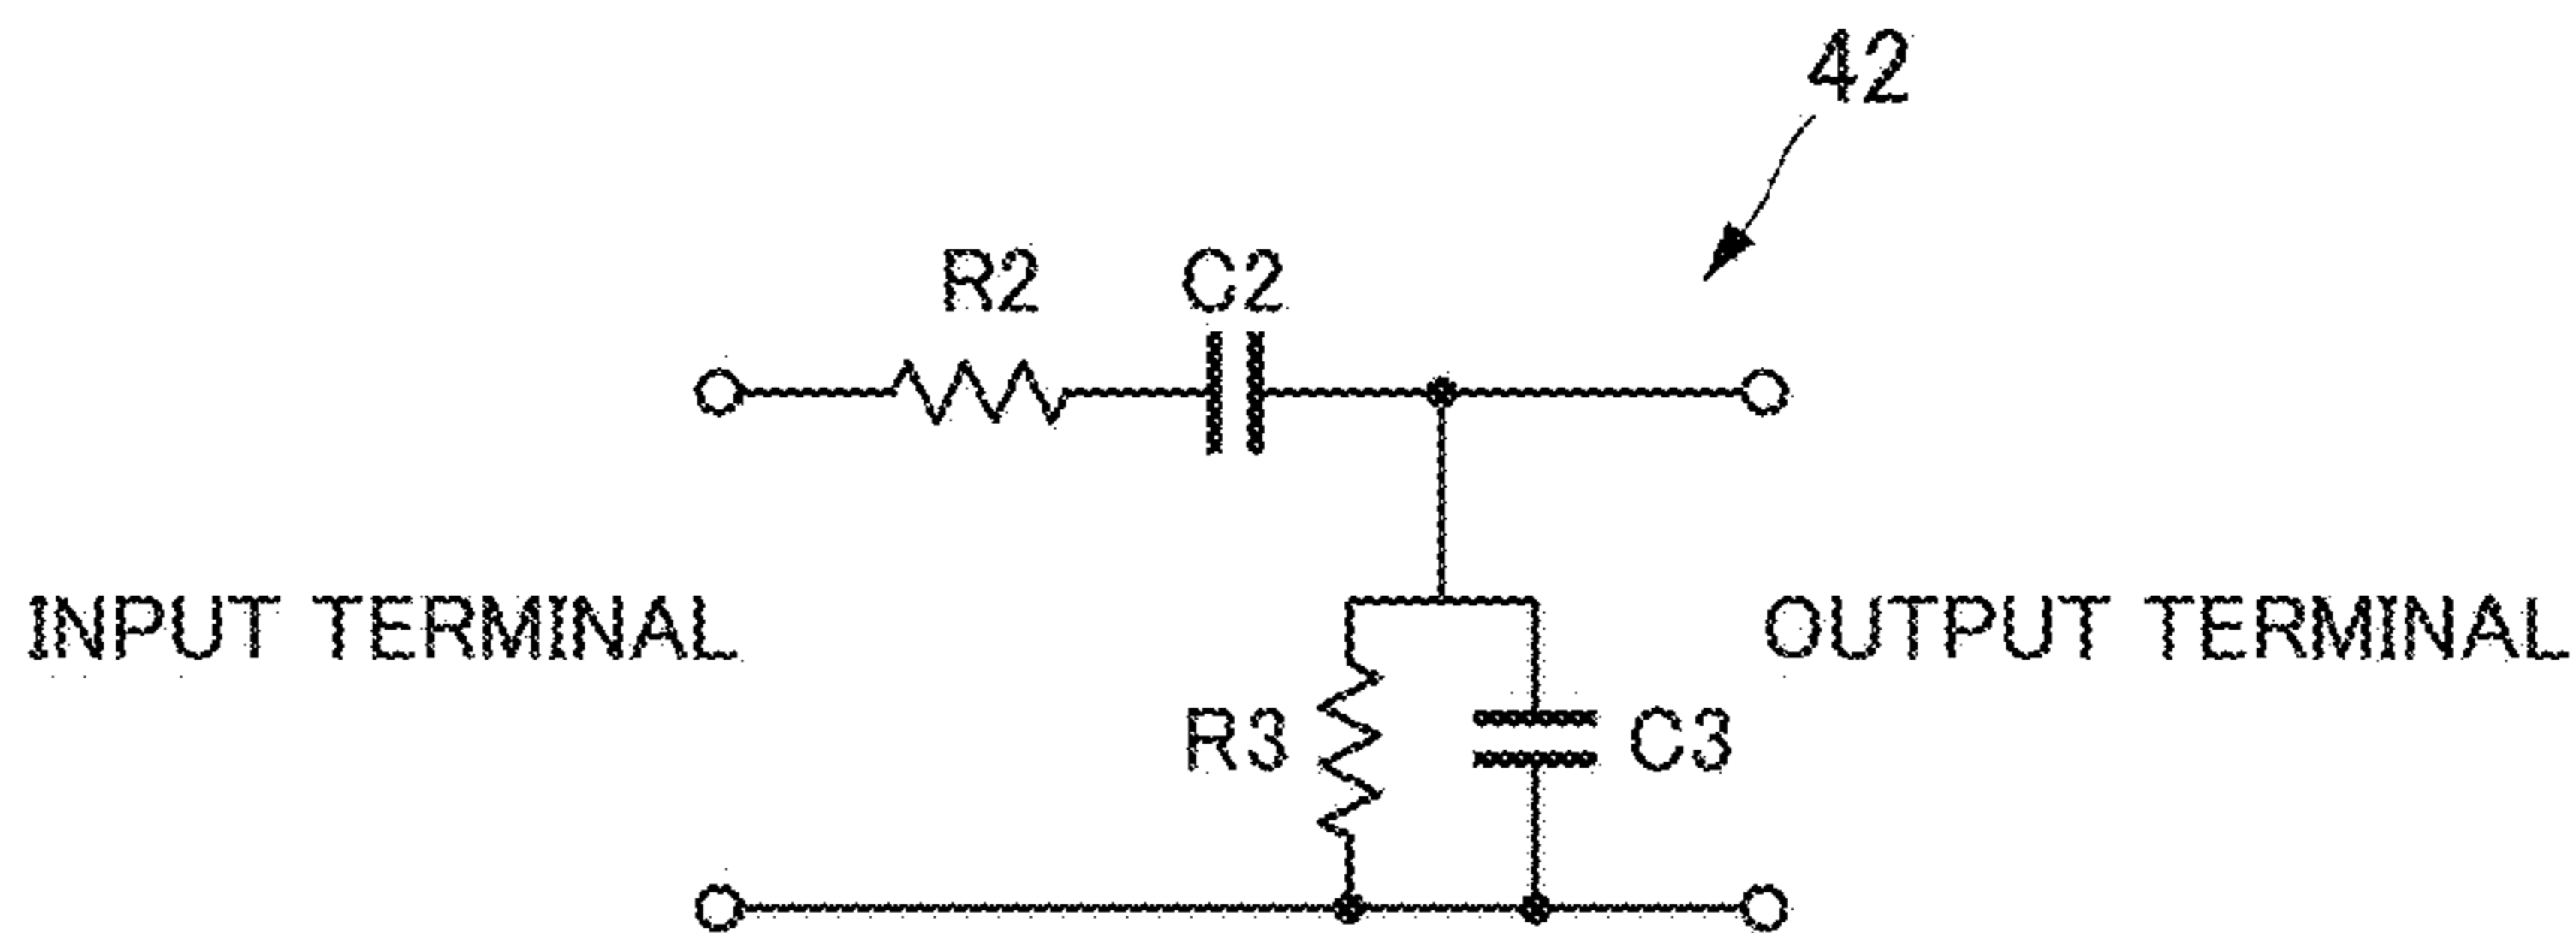 42
R2 C2
INPUT TERMINAL OUTPUT TERMINAL
R3 C3